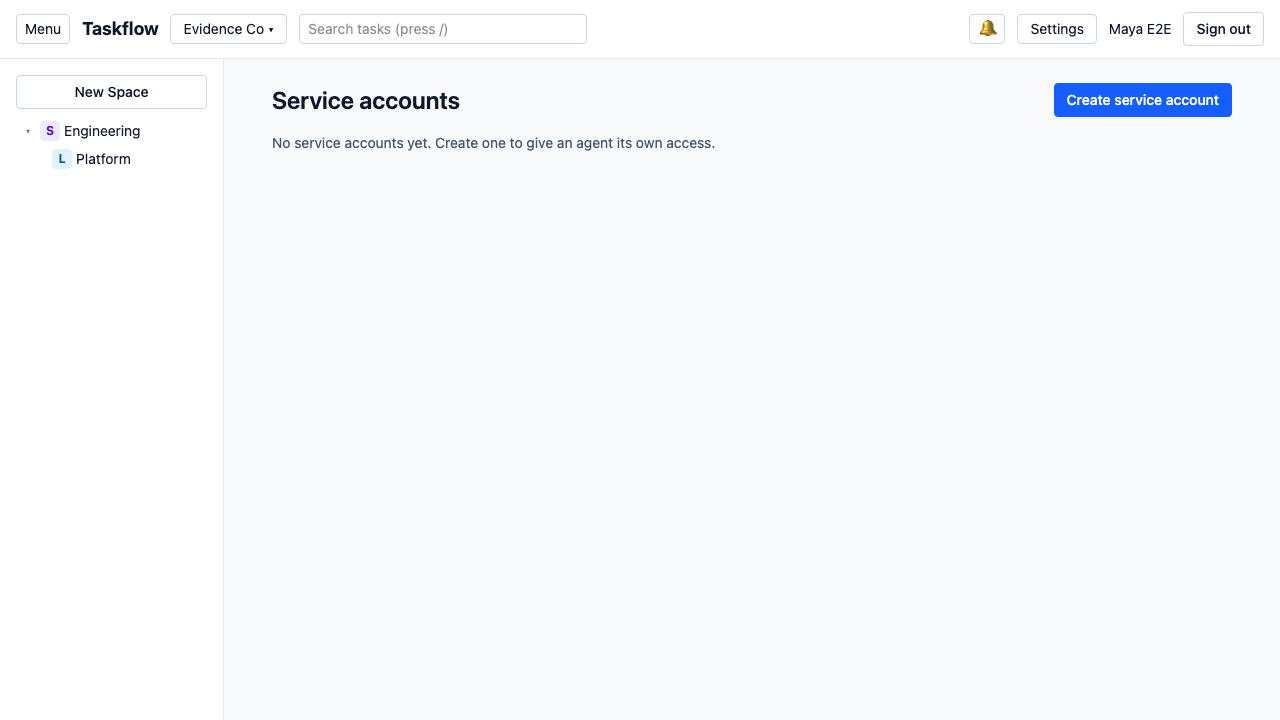 Menu
Taskflow
Evidence Co ▾
Search tasks (press /)
Settings
Maya E2E
Sign out
New Space
▾ S Engineering
L Platform
Service accounts
Create service account
No service accounts yet. Create one to give an agent its own access.